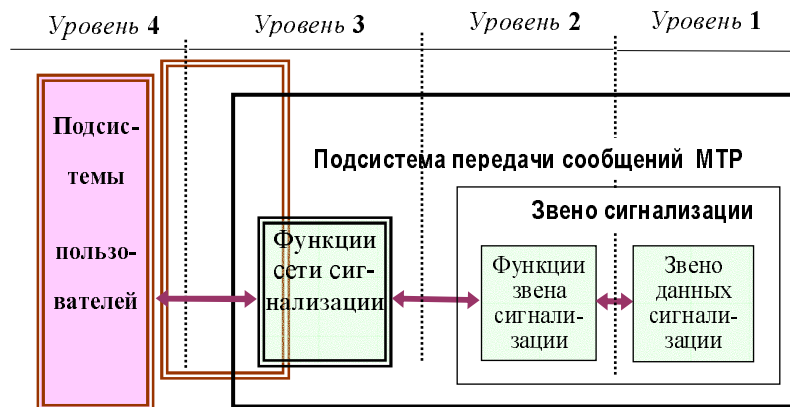 Уровень 4 Уровень 3 Уровень 2 Уровень 1
Подсис-
темы
пользо-
вателей
Подсистема передачи сообщений МТР
Звено сигнализации
Функции
сети сиг-
нализации
Функции
звена
сигнали-
зации
Звено
данных
сигнали-
зации